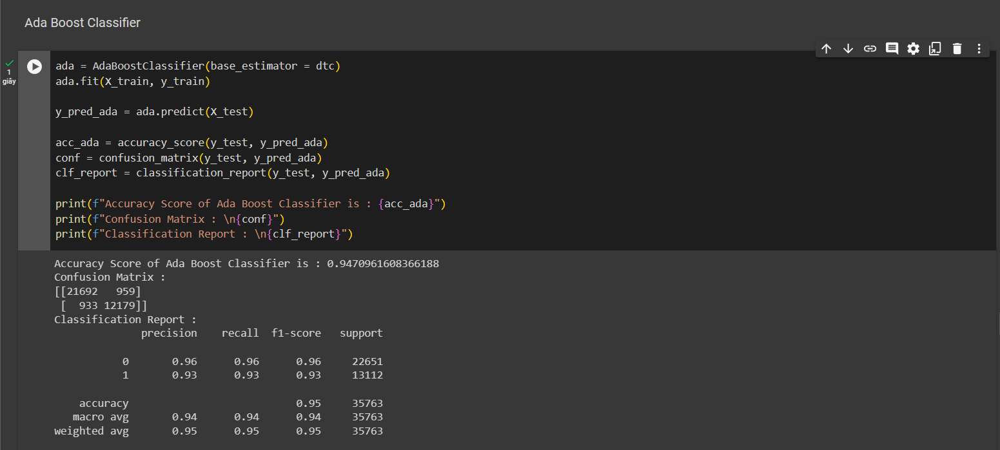 Ada Boost Classifier
1
giây
ada = AdaBoostClassifier(base_estimator = dtc)
ada.fit(X_train, y_train)
y_pred_ada = ada.predict(X_test)
acc_ada = accuracy_score(y_test, y_pred_ada)
conf = confusion_matrix(y_test, y_pred_ada)
clf_report = classification_report(y_test, y_pred_ada)
print(f"Accuracy Score of Ada Boost Classifier is : {acc_ada}")
print(f"Confusion Matrix : \n{conf}")
print(f"Classification Report : \n{clf_report}")
Accuracy Score of Ada Boost Classifier is : 0.9470961608366188
Confusion Matrix :
[[21692   959]
 [  933 12179]]
Classification Report :
              precision    recall  f1-score   support
           0       0.96      0.96      0.96     22651
           1       0.93      0.93      0.93     13112
    accuracy                           0.95     35763
   macro avg       0.94      0.94      0.94     35763
weighted avg       0.95      0.95      0.95     35763